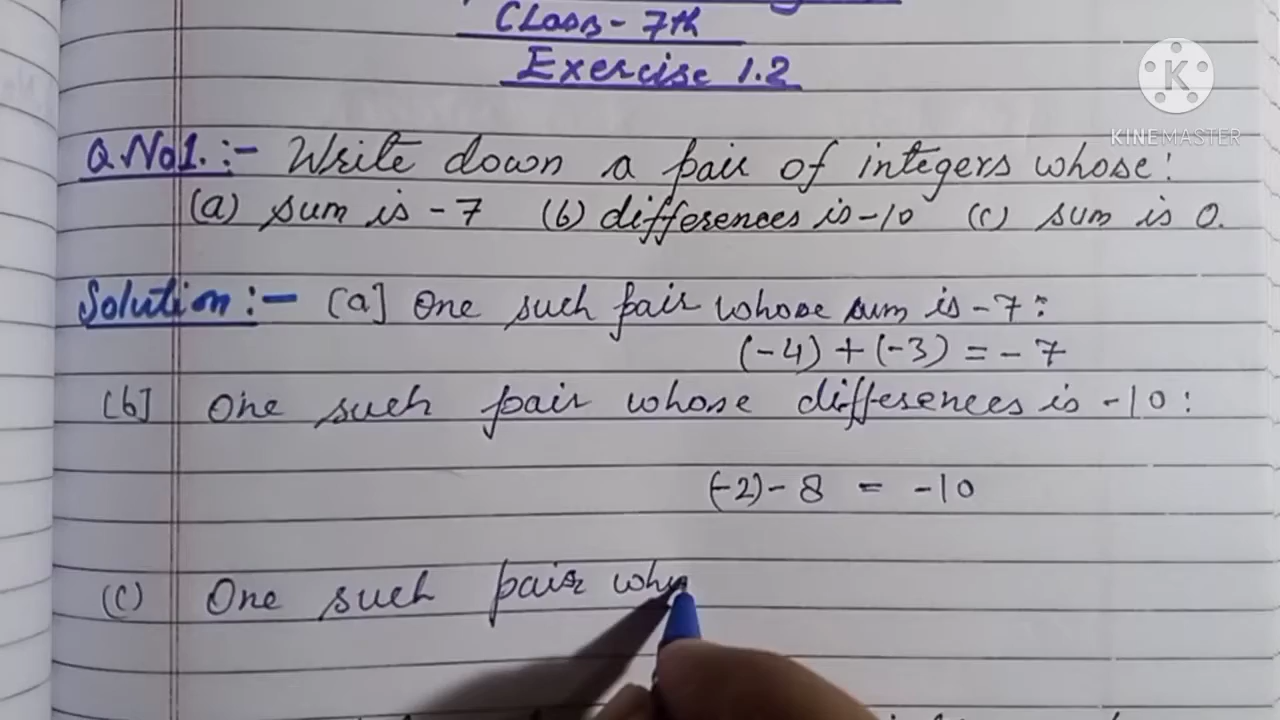 Class - 7th
Exercise 1.2
K
KINEMASTER
Q.No1. :- Write down a pair of integers whose:
(a) sum is -7 (b) differences is -10 (c) sum is 0.
Solution :- (a] One such pair whose sum is -7:
(-4) + (-3) = -7
(b] One such pair whose differences is -10:
(-2) - 8 = -10
(c) One such pair who